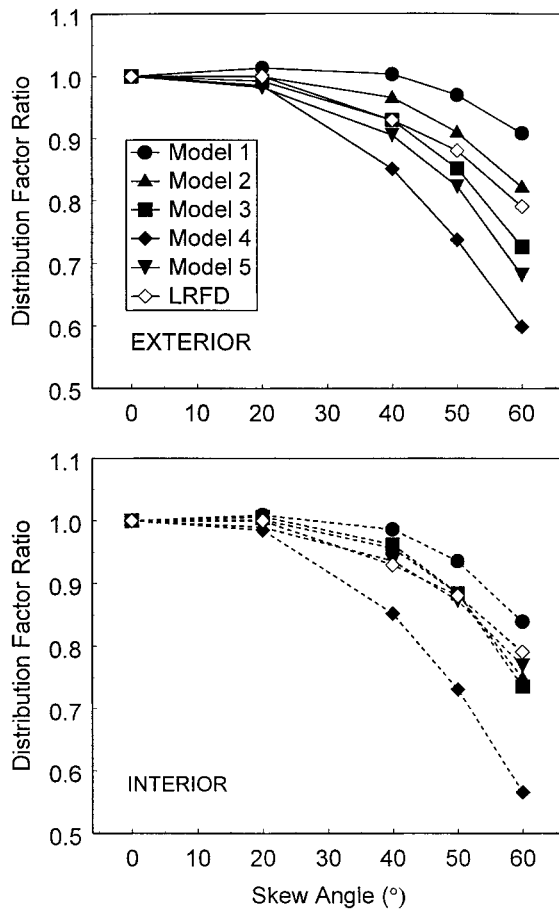 1.1
1.0
0.9
0.8
0.7
0.6
0.5
Distribution Factor Ratio
Model 1
Model 2
Model 3
Model 4
Model 5
LRFD
EXTERIOR
0 10 20 30 40 50 60
1.1
1.0
0.9
0.8
0.7
0.6
0.5
Distribution Factor Ratio
INTERIOR
0 10 20 30 40 50 60
Skew Angle (°)